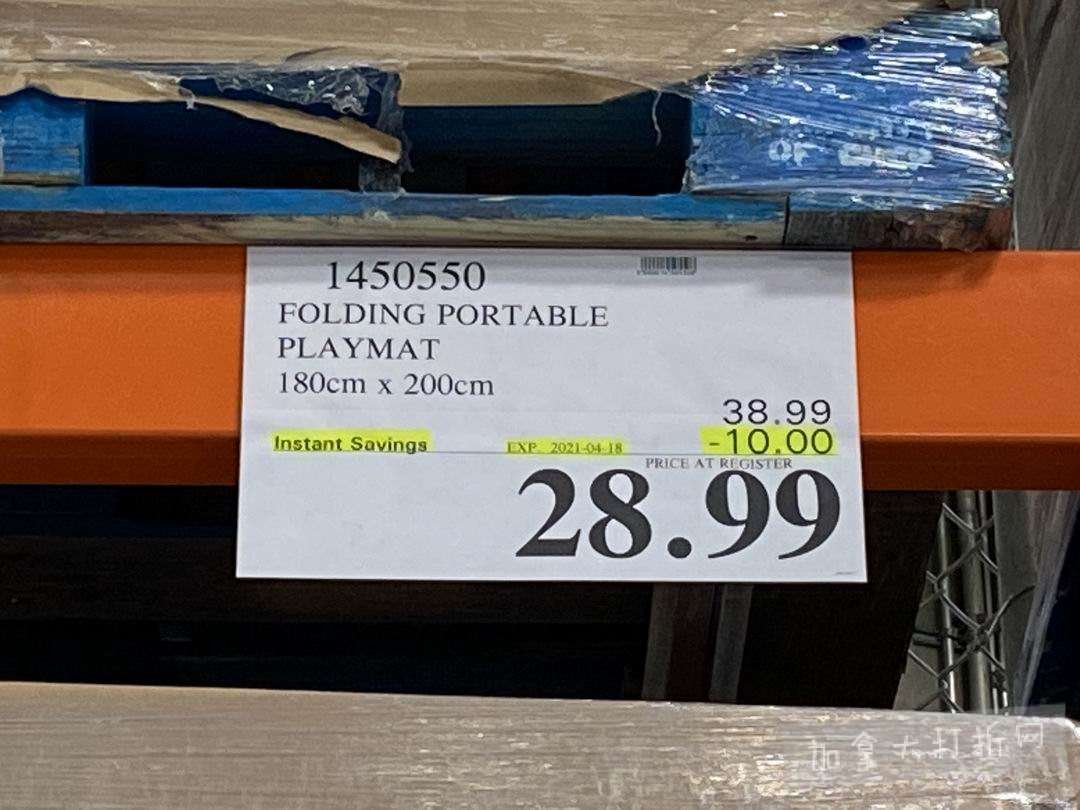 1450550
FOLDING PORTABLE
PLAYMAT
180cm x 200cm
38.99
Instant Savings EXP. 2021-04-18 -10.00
PRICE AT REGISTER
28.99
OF
加拿大打折网